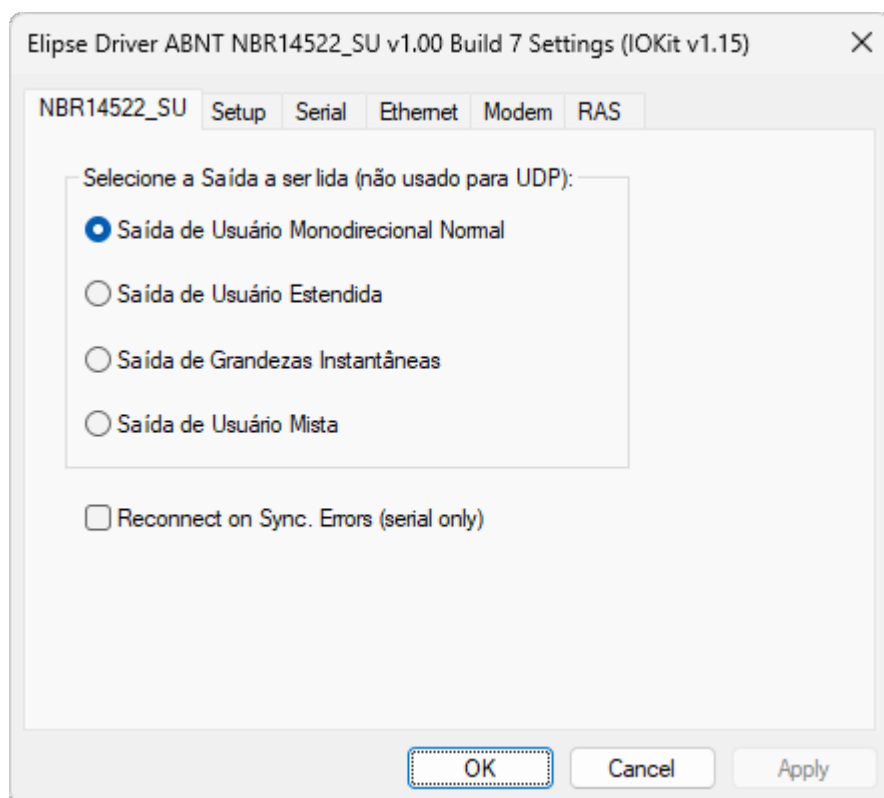 Elipse Driver ABNT NBR14522_SU v1.00 Build 7 Settings (IOKit v1.15)
NBR14522_SU Setup Serial Ethernet Modem RAS
Selecione a Saída a ser lida (não usado para UDP):
Saída de Usuário Monodirecional Normal
Saída de Usuário Estendida
Saída de Grandezas Instantâneas
Saída de Usuário Mista
Reconnect on Sync. Errors (serial only)
OK Cancel Apply